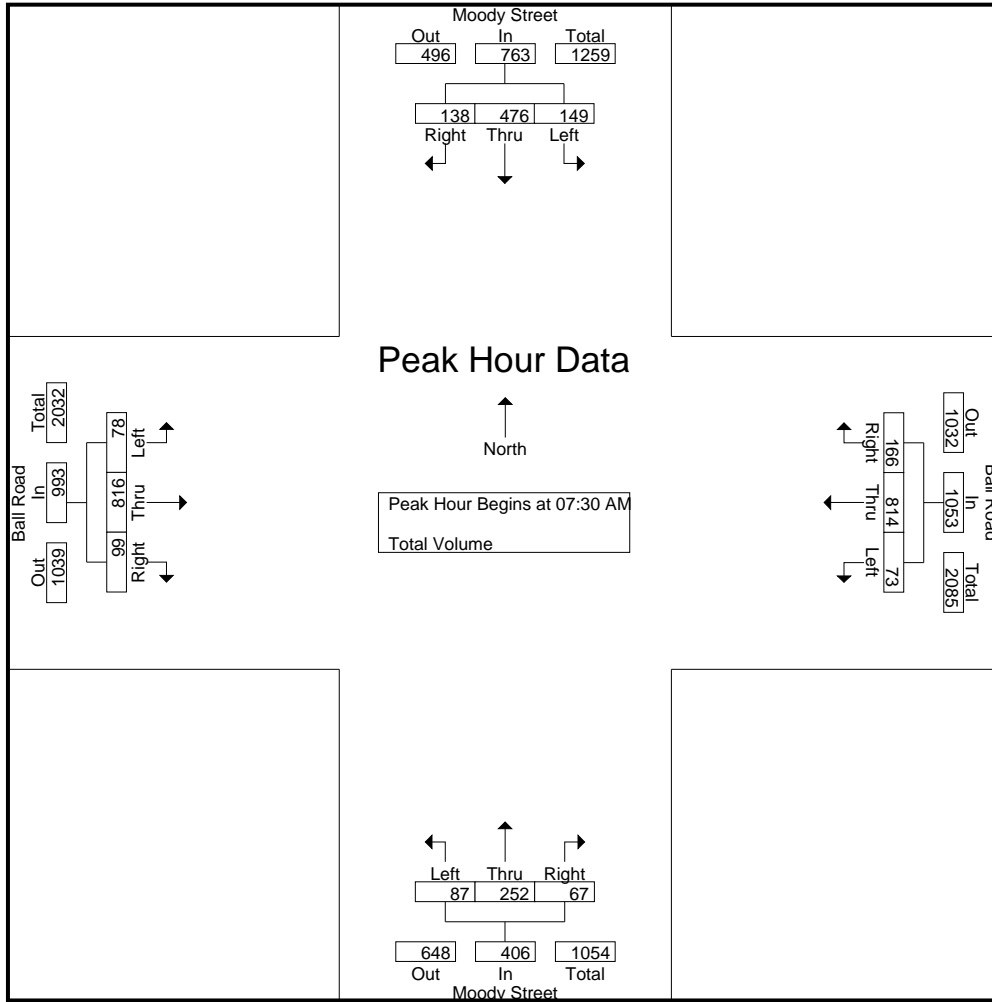 Moody Street
Out In Total
496 763 1259
138 476 149
Right Thru Left
Peak Hour Data
North
Peak Hour Begins at 07:30 AM
Total Volume
Ball Road
Out In Total
1039 993 2032
99 816 78
Right Thru Left
Ball Road
Out In Total
1032 1053 2085
166 814 73
Right Thru Left
Left Thru Right
87 252 67
648 406 1054
Out In Total
Moody Street